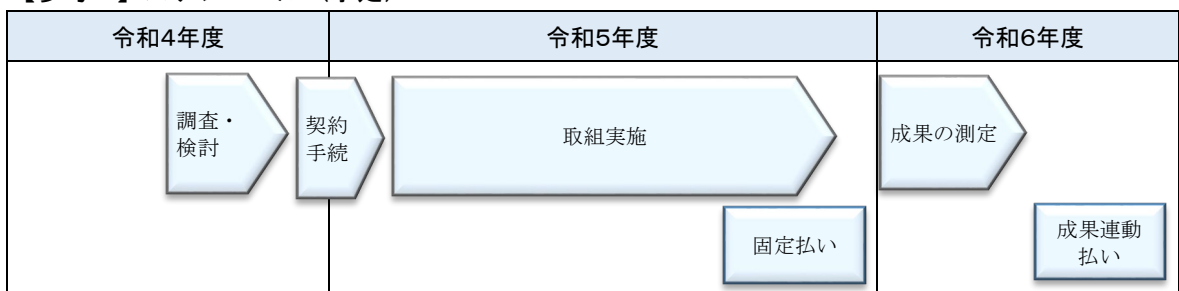 令和4年度
令和5年度
令和6年度
調査・
検討
契約
手続
取組実施
成果の測定
固定払い
成果連動
払い